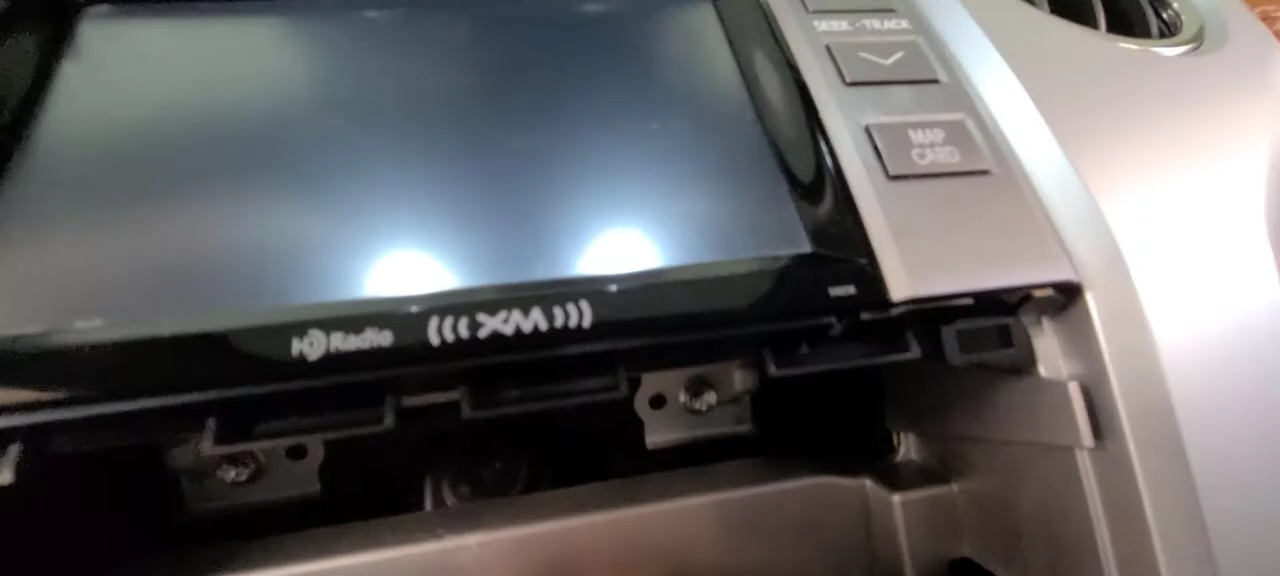 SEEK · TRACK
MAP
CARD
HD Radio
(((XM)))